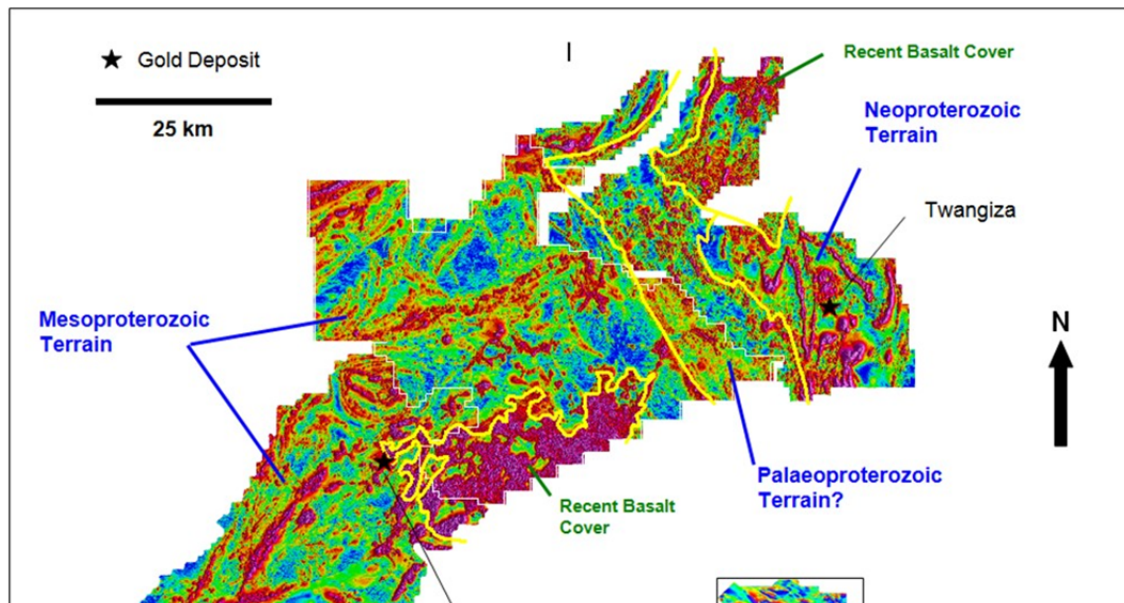 Gold Deposit
25 km
Recent Basalt Cover
Neoproterozoic
Terrain
Twangiza
Mesoproterozoic
Terrain
N
Palaeoproterozoic
Terrain?
Recent Basalt
Cover